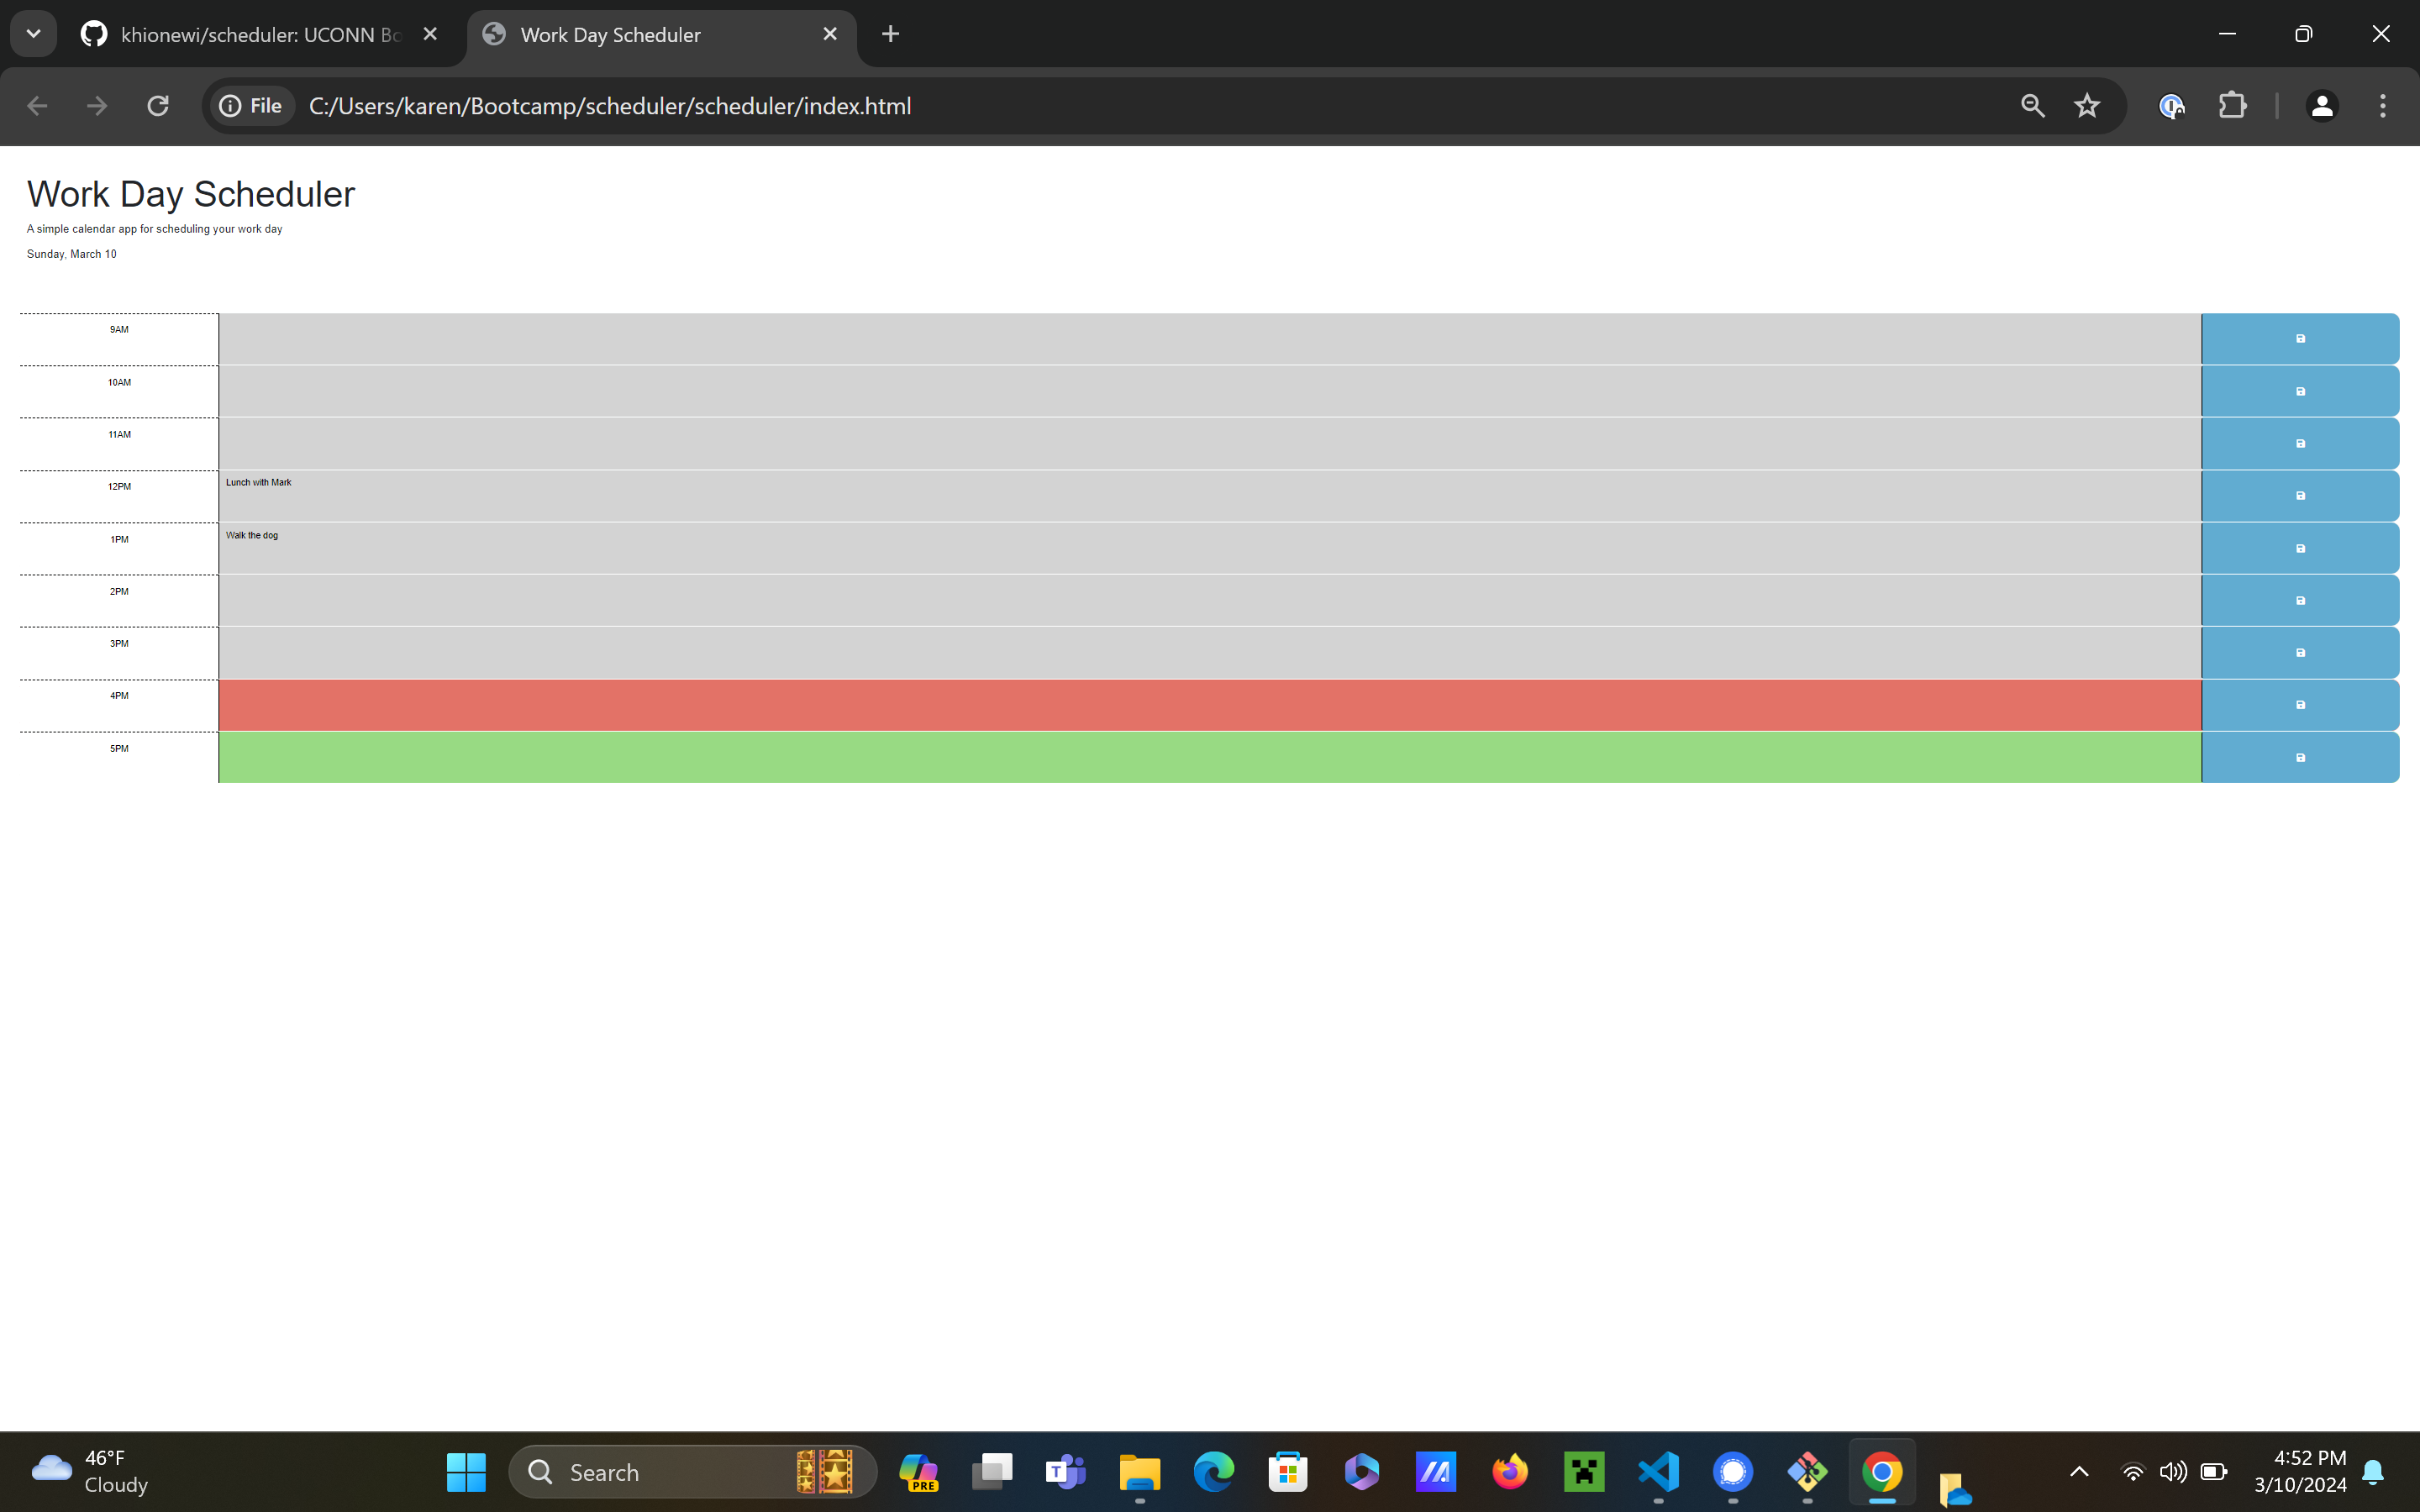 khionewi/scheduler: UCONN Bo
Work Day Scheduler
File
C:/Users/karen/Bootcamp/scheduler/scheduler/index.html
Work Day Scheduler
A simple calendar app for scheduling your work day
Sunday, March 10
9AM
10AM
11AM
12PM
Lunch with Mark
1PM
Walk the dog
2PM
3PM
4PM
5PM
46°F
Cloudy
Search
PRE
T
4:52 PM
3/10/2024